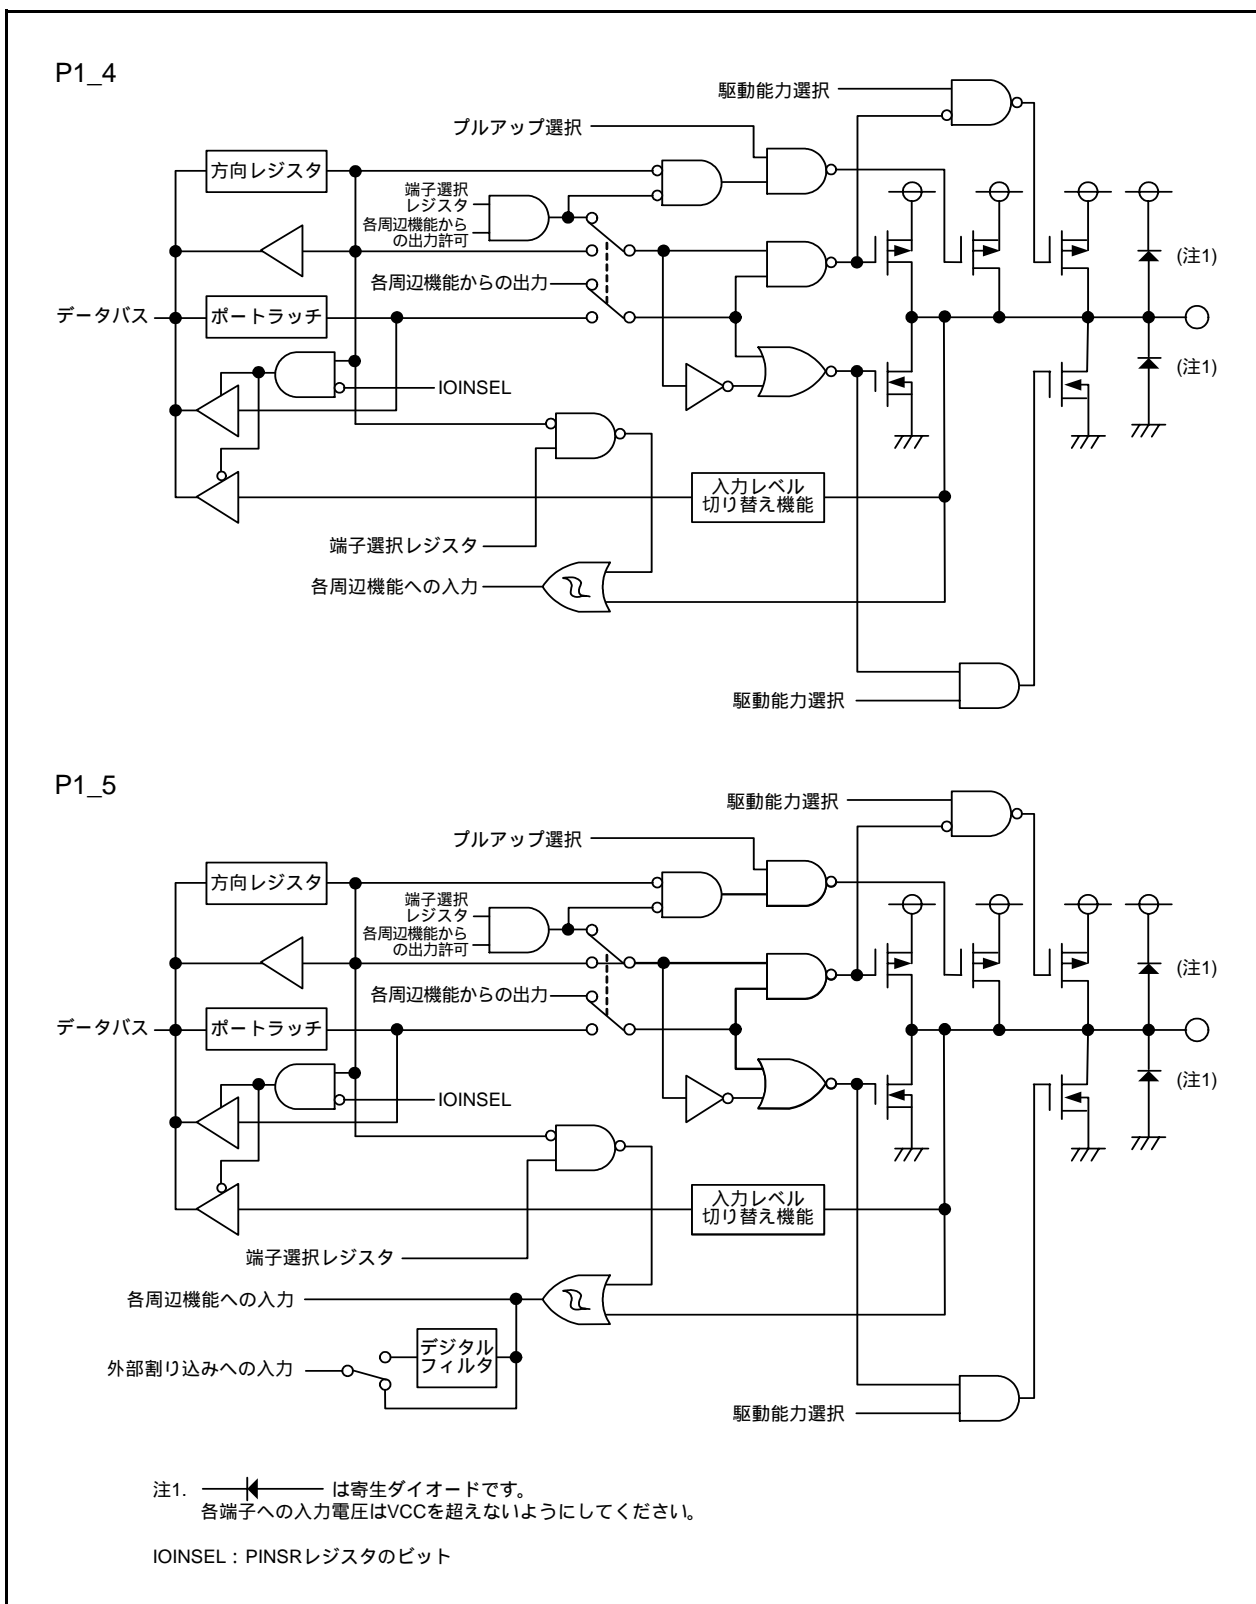 P1_4
駆動能力選択
プルアップ選択
方向レジスタ
端子選択
レジスタ
各周辺機能から
の出力許可
(注1)
各周辺機能からの出力
データバス
ポートラッチ
(注1)
IOINSEL
入力レベル
切り替え機能
端子選択レジスタ
各周辺機能への入力
駆動能力選択
P1_5
駆動能力選択
プルアップ選択
方向レジスタ
端子選択
レジスタ
各周辺機能から
の出力許可
(注1)
各周辺機能からの出力
データバス
ポートラッチ
(注1)
IOINSEL
入力レベル
切り替え機能
端子選択レジスタ
各周辺機能への入力
デジタル
フィルタ
外部割り込みへの入力
駆動能力選択
注1. は寄生ダイオードです。
各端子への入力電圧はVCCを超えないようにしてください。
IOINSEL：PINSRレジスタのビット